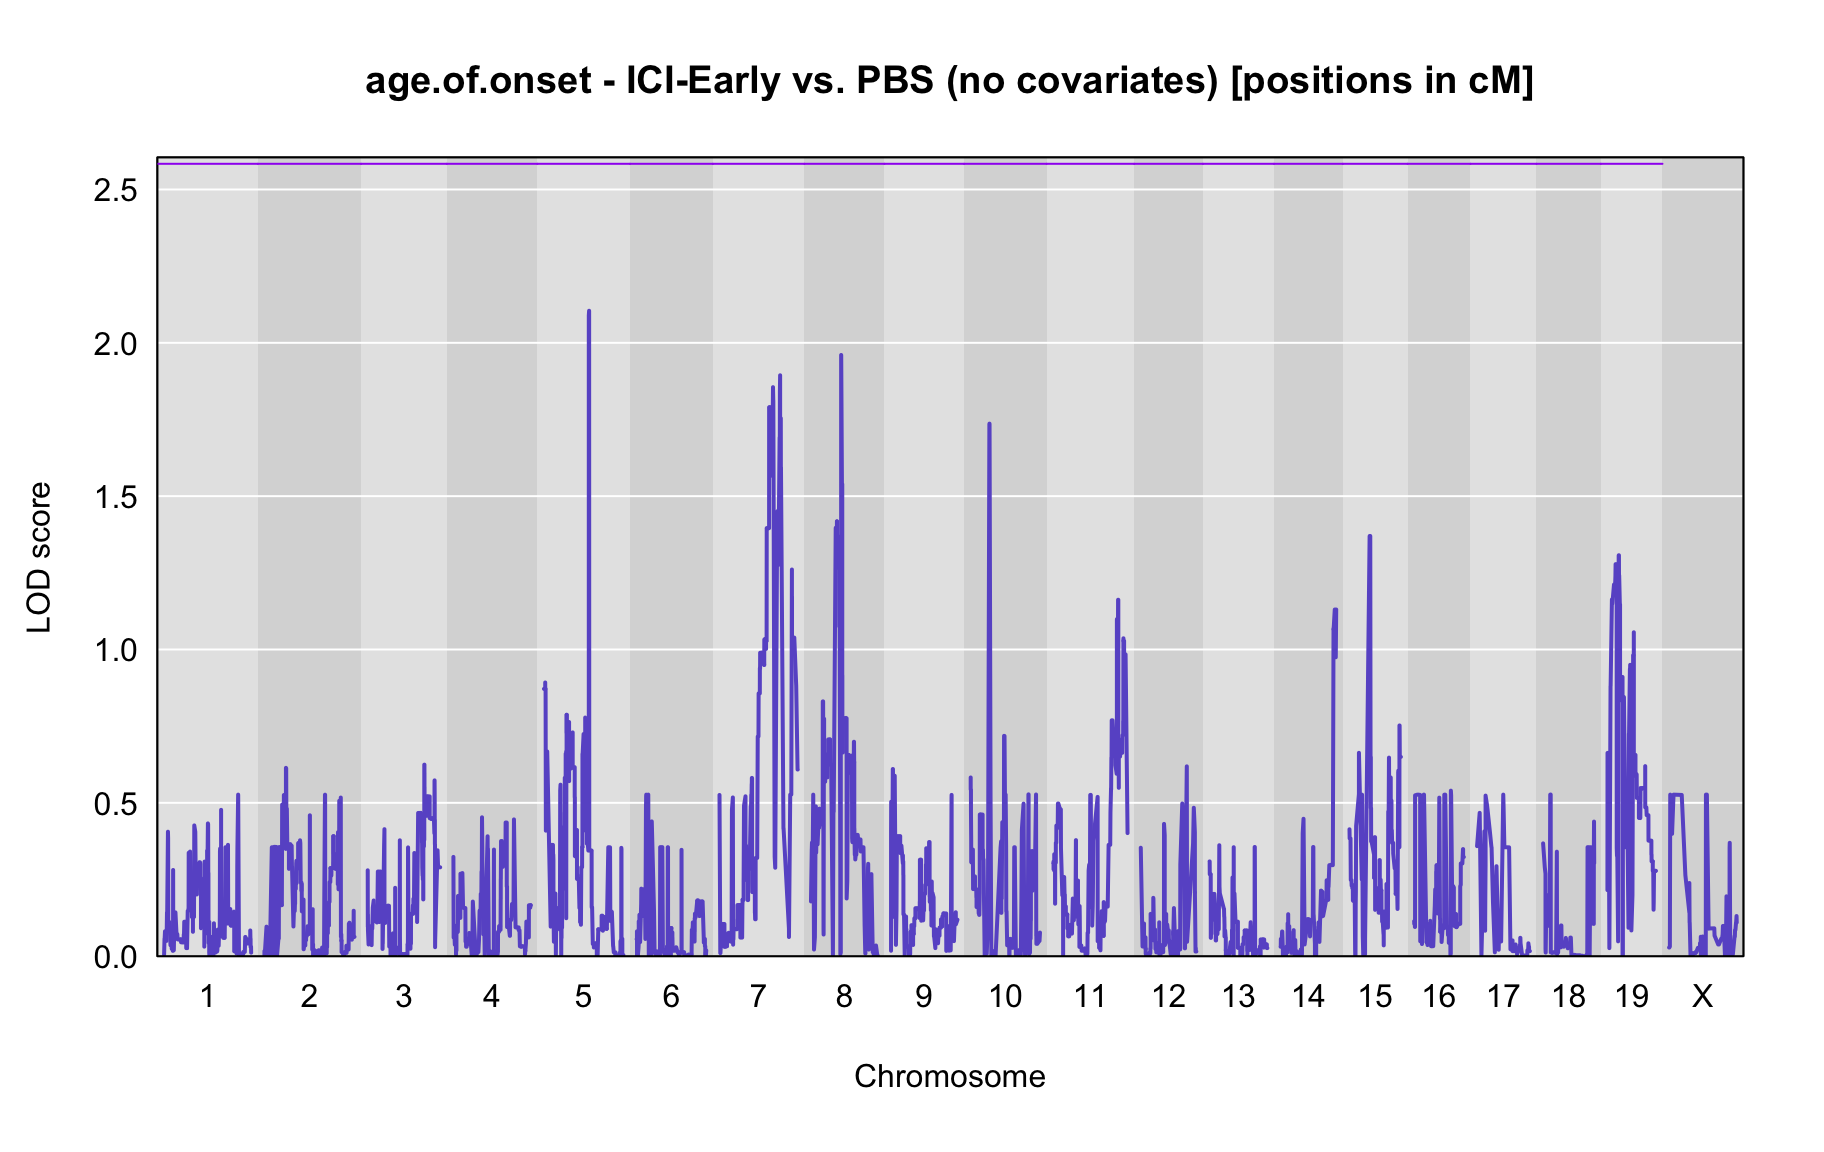 age.of.onset - ICI-Early vs. PBS (no covariates) [positions in cM]
LOD score
2.5
2.0
1.5
1.0
0.5
0.0
1 2 3 4 5 6 7 8 9 10 11 12 13 14 15 16 17 18 19 X
Chromosome